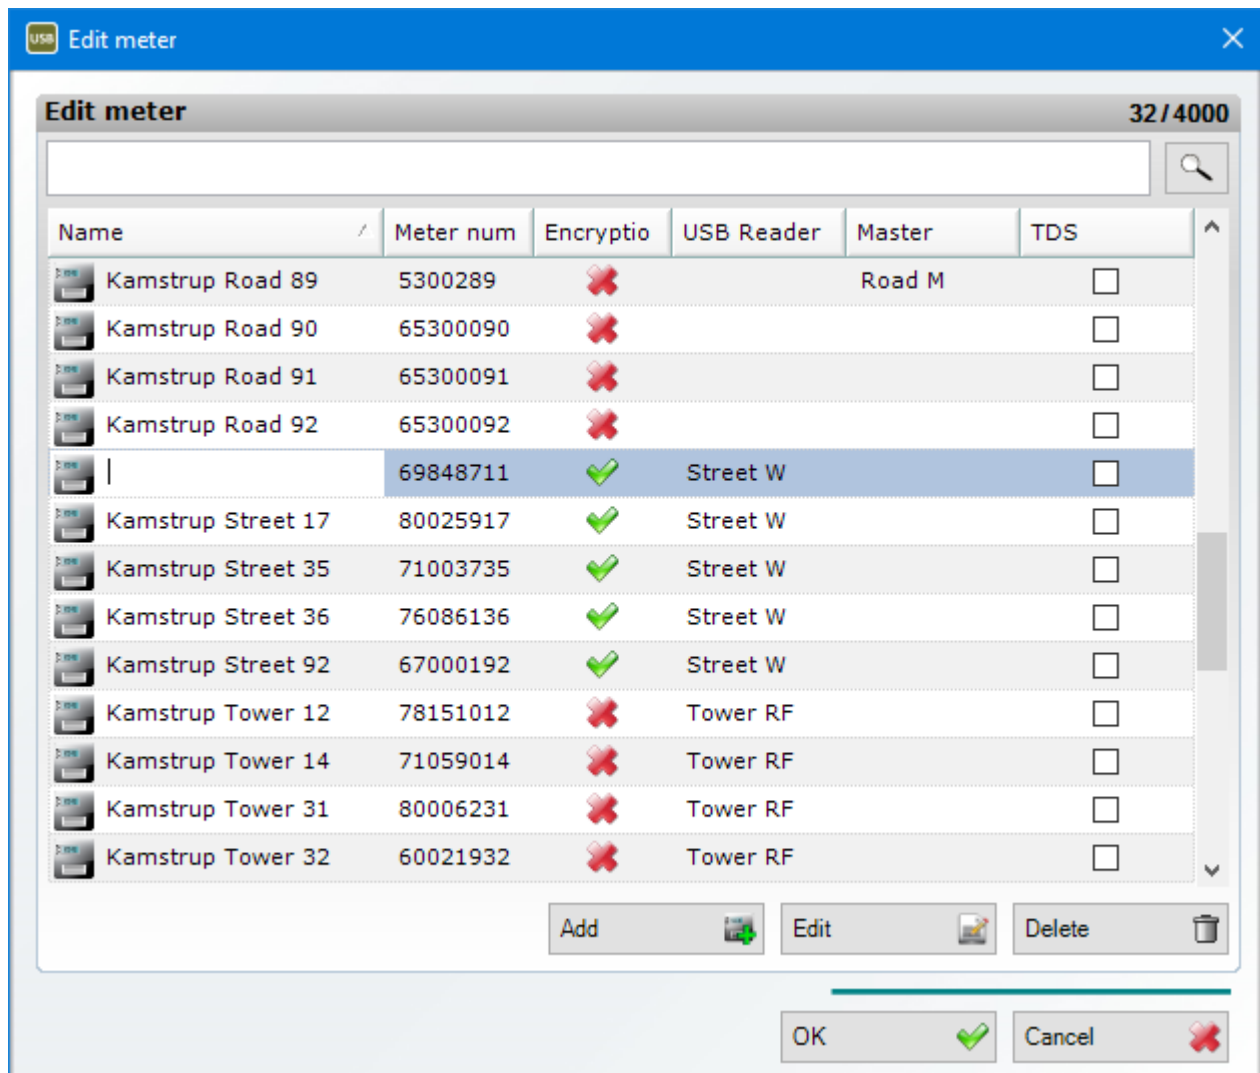 USB Edit meter
Edit meter 32/4000
Name Meter num Encryptio USB Reader Master TDS
Kamstrup Road 89 5300289 Road M
Kamstrup Road 90 65300090
Kamstrup Road 91 65300091
Kamstrup Road 92 65300092
69848711 Street W
Kamstrup Street 17 80025917 Street W
Kamstrup Street 35 71003735 Street W
Kamstrup Street 36 76086136 Street W
Kamstrup Street 92 67000192 Street W
Kamstrup Tower 12 78151012 Tower RF
Kamstrup Tower 14 71059014 Tower RF
Kamstrup Tower 31 80006231 Tower RF
Kamstrup Tower 32 60021932 Tower RF
Add Edit Delete
OK Cancel